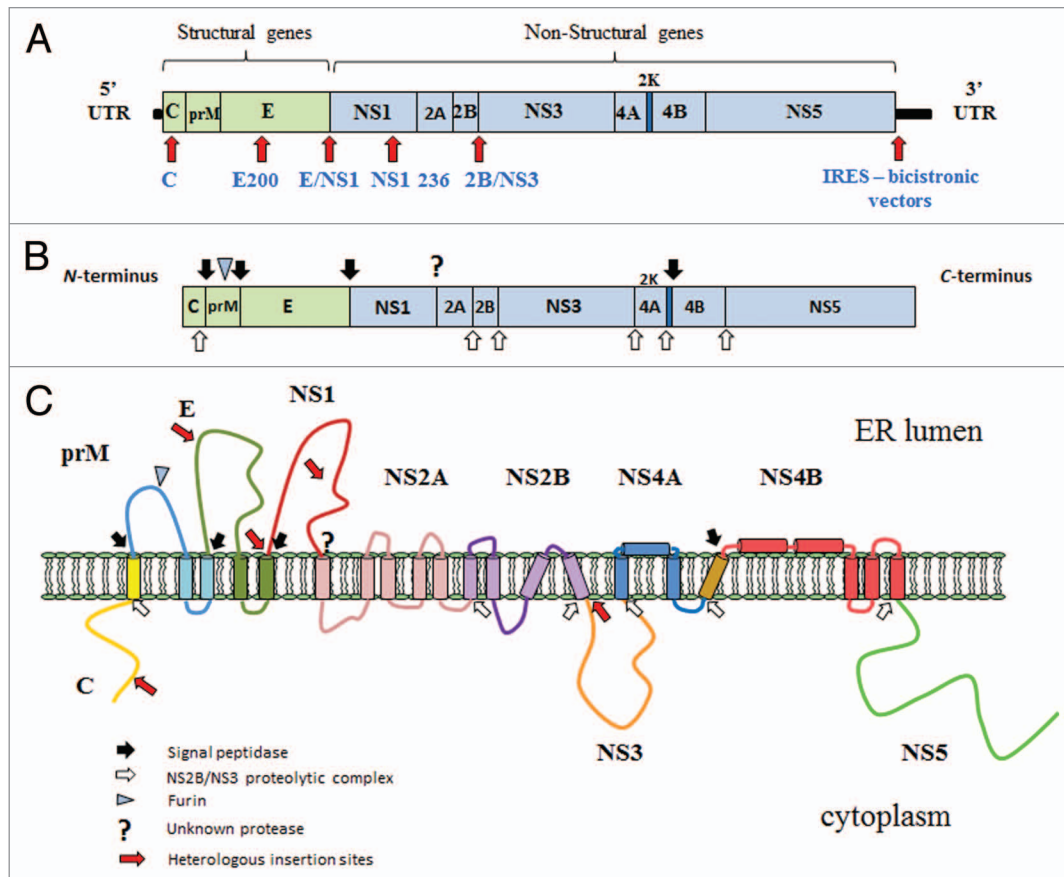 A
Structural genes
Non-Structural genes
5’
UTR
2K
3’
UTR
C
prM
E
NS1
2A
2B
NS3
4A
4B
NS5
C
E200
E/NS1
NS1 236
2B/NS3
IRES – bicistronic
vectors
B
N-terminus
?
2K
C-terminus
C
prM
E
NS1
2A
2B
NS3
4A
4B
NS5
C
NS1
E
ER lumen
prM
NS2A
NS2B
NS4A
NS4B
?
C
NS3
NS5
cytoplasm
Signal peptidase
NS2B/NS3 proteolytic complex
Furin
? Unknown protease
Heterologous insertion sites